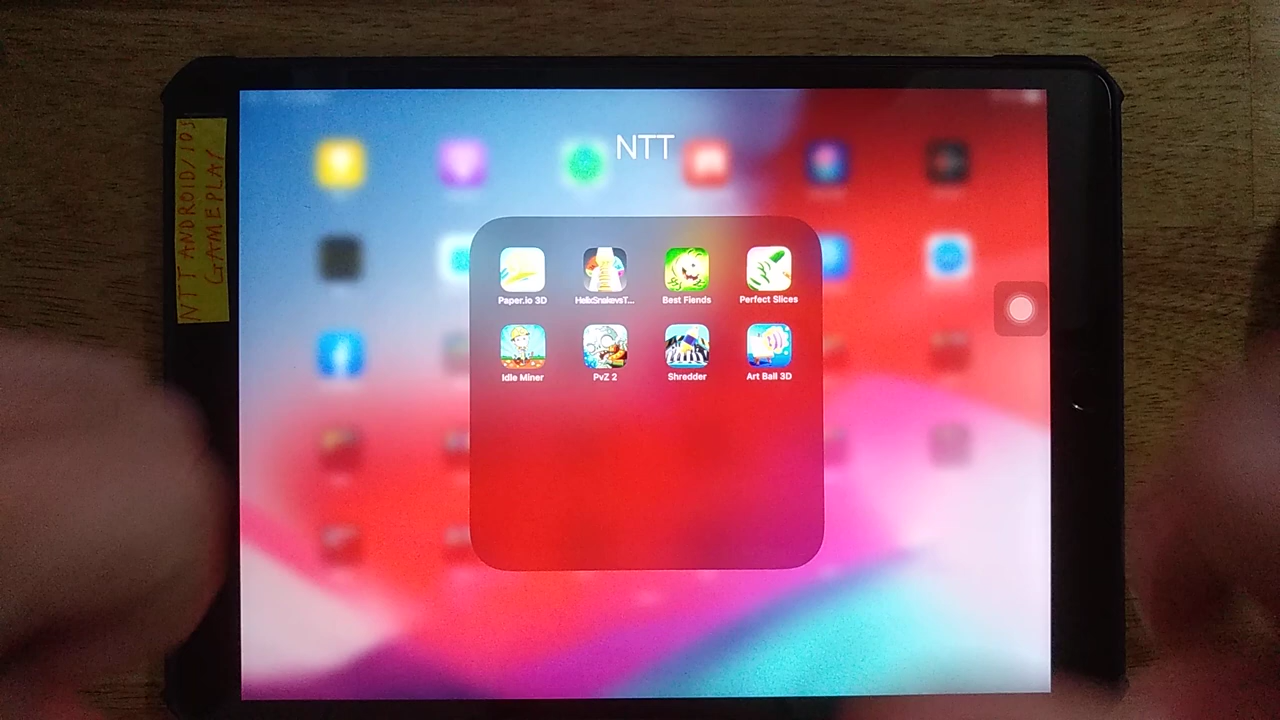 NTT ANDROID/IOS
GAMEPLAY
NTT
Paper.io 3D
HelixSnakevsT...
Best Fiends
Perfect Slices
Idle Miner
PvZ 2
Shredder
Art Ball 3D